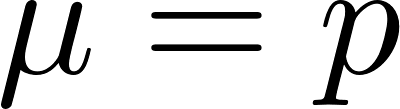 μ = p